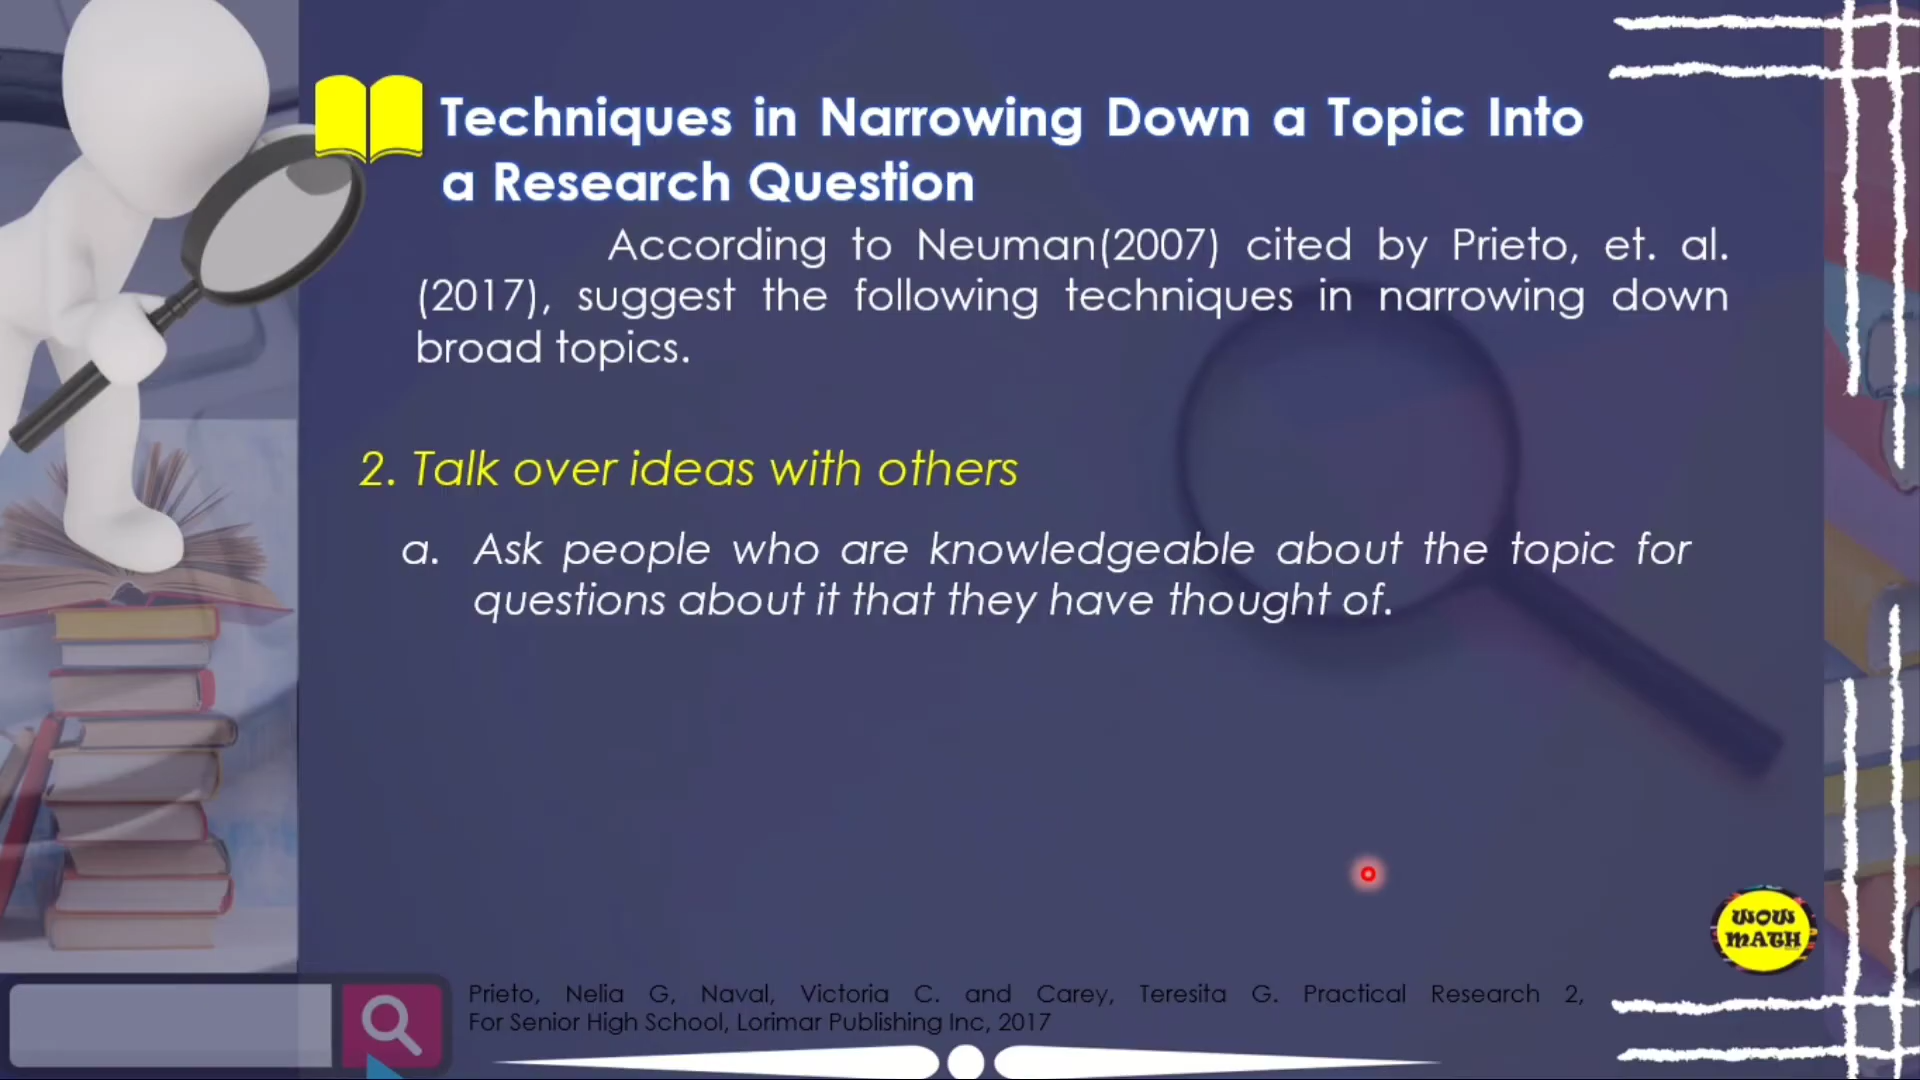 Techniques in Narrowing Down a Topic Into
a Research Question
According to Neuman(2007) cited by Prieto, et. al.
(2017), suggest the following techniques in narrowing down
broad topics.
2. Talk over ideas with others
a. Ask people who are knowledgeable about the topic for
questions about it that they have thought of.
WOW
MATH
Prieto, Nelia G, Naval, Victoria C. and Carey, Teresita G. Practical Research 2,
For Senior High School, Lorimar Publishing Inc, 2017